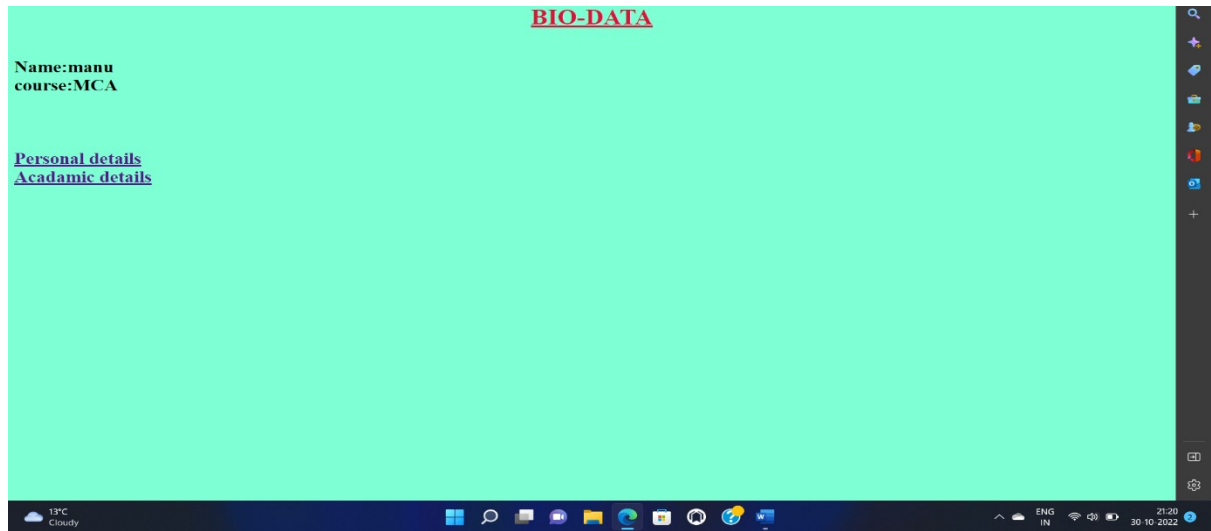 BIO-DATA
Name:manu
course:MCA
Personal details
Acadamic details
13°C
Cloudy
ENG
IN
21:20
30-10-2022
2